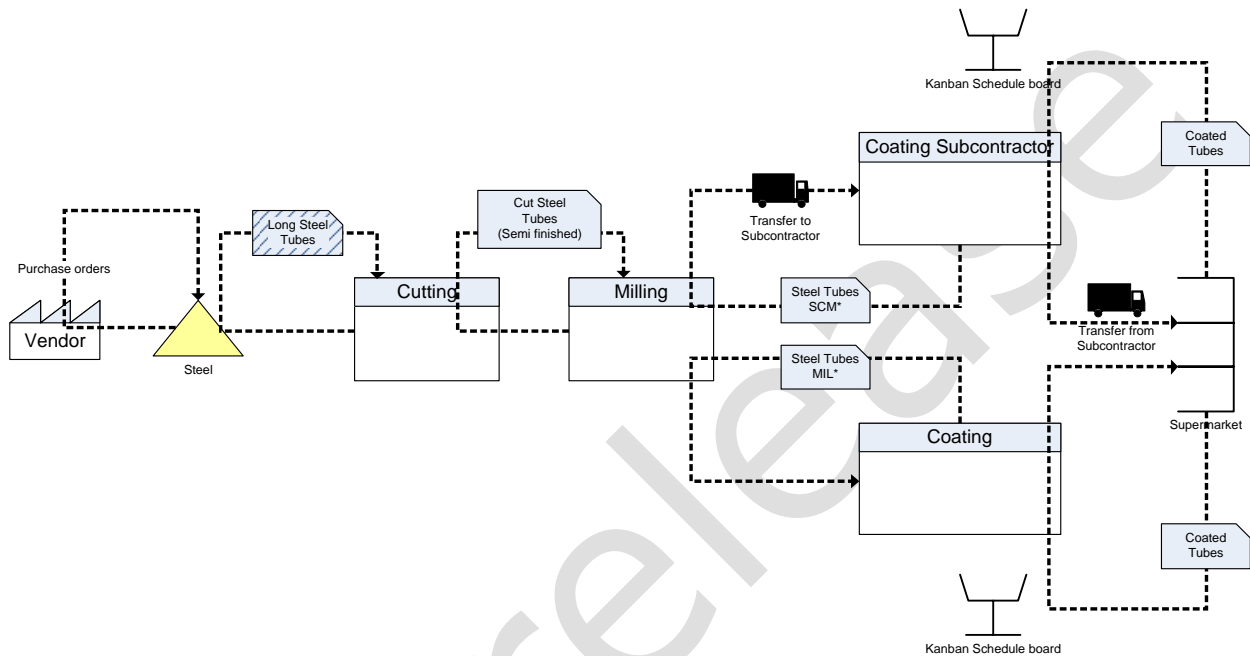 Kanban Schedule board
Coating Subcontractor
Coated
Tubes
Transfer to
Subcontractor
Cut Steel
Tubes
(Semi finished)
Long Steel
Tubes
Purchase orders
Vendor
Steel
Cutting
Milling
Steel Tubes
SCM*
Steel Tubes
MIL*
Transfer from
Subcontractor
Supermarket
Coating
Coated
Tubes
Kanban Schedule board
release